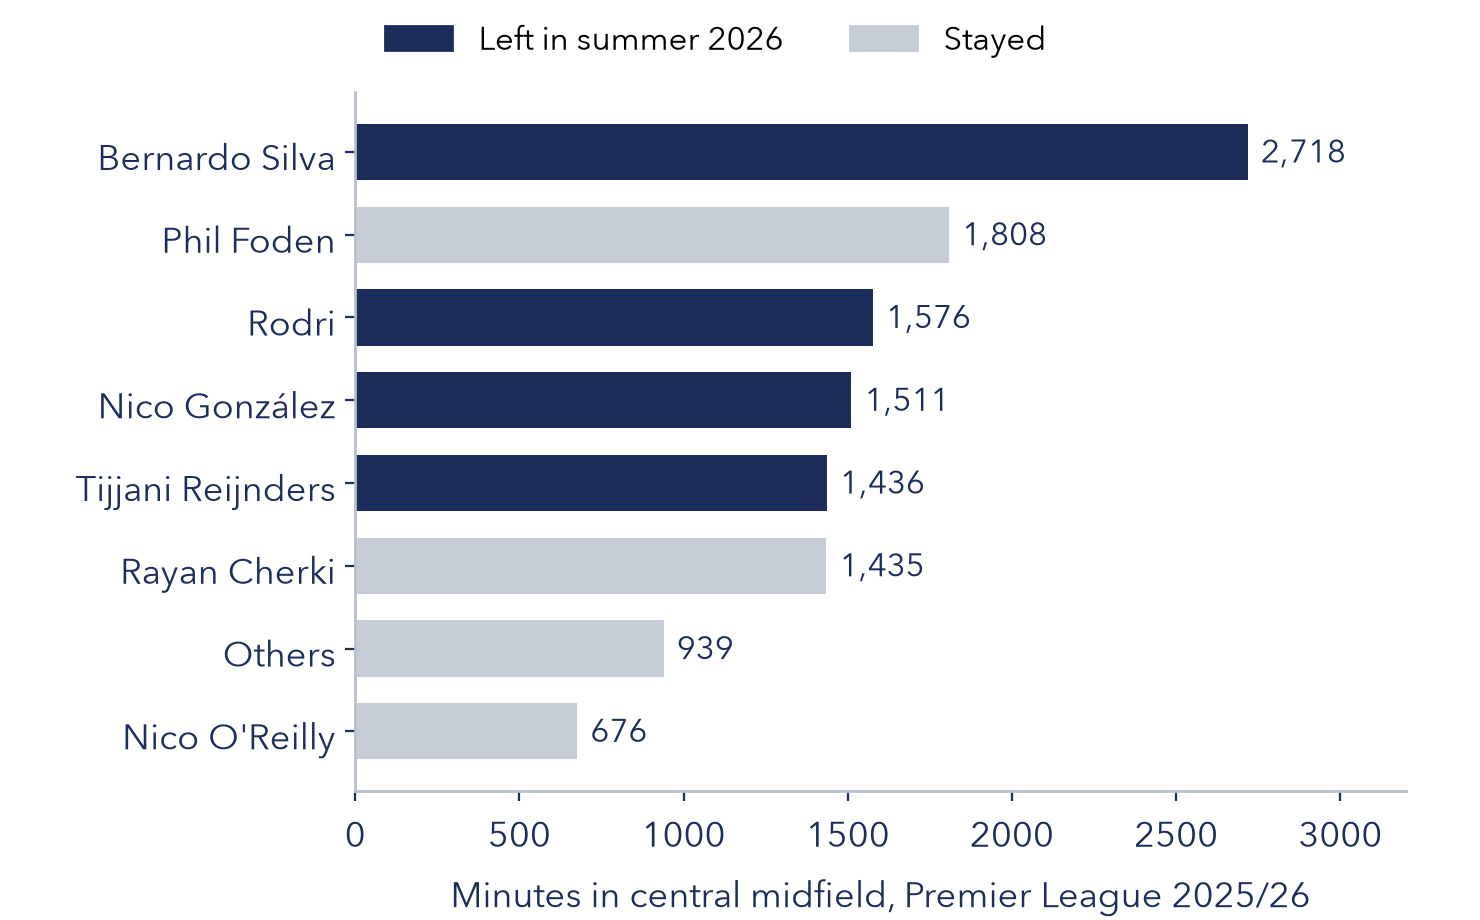 Left in summer 2026 Stayed
Bernardo Silva 2,718
Phil Foden 1,808
Rodri 1,576
Nico González 1,511
Tijjani Reijnders 1,436
Rayan Cherki 1,435
Others 939
Nico O'Reilly 676
0 500 1000 1500 2000 2500 3000
Minutes in central midfield, Premier League 2025/26